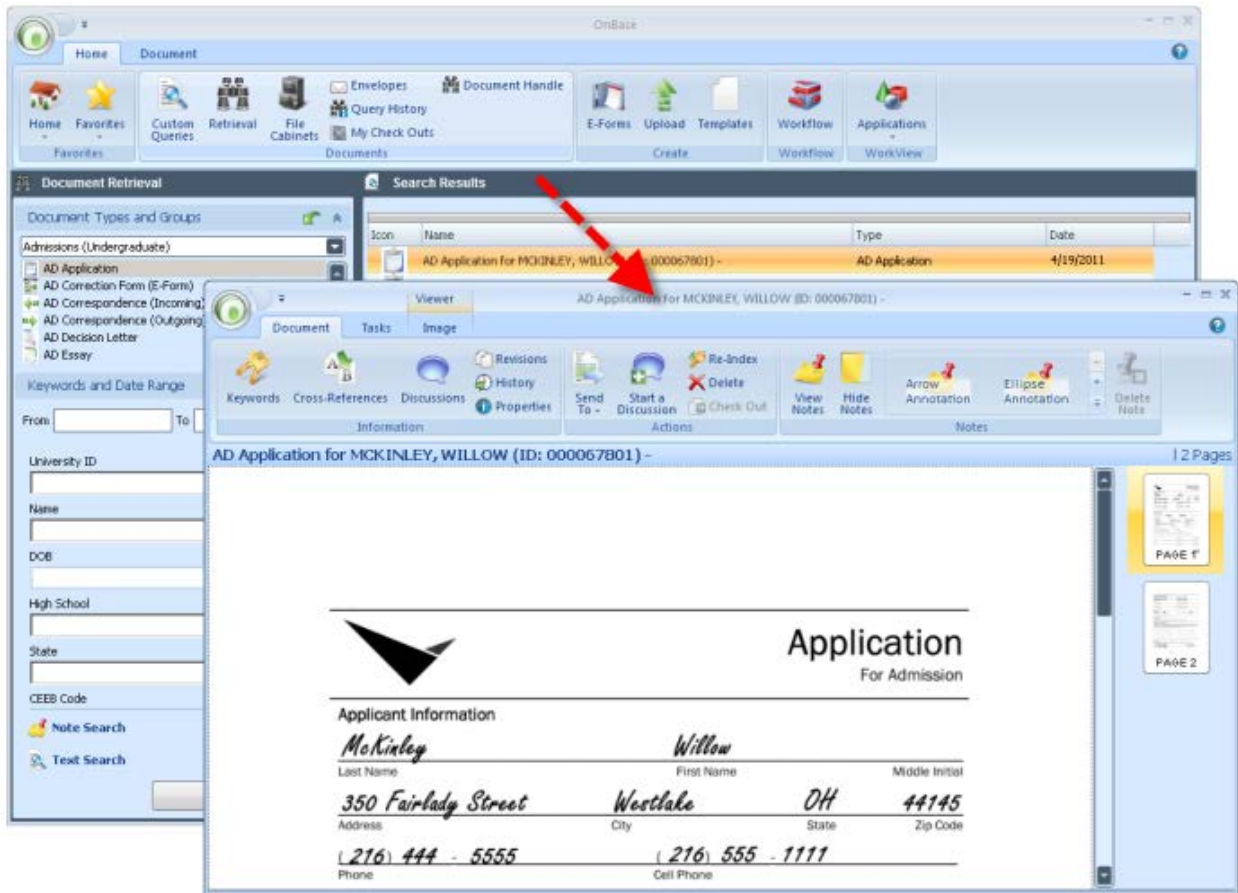 OnBase
Home Document
Envelopes Document Handle
Query History
My Check Outs
Home Favorites Custom Queries Retrieval File Cabinets E-Forms Upload Templates Workflow Applications
Favorites Documents Create Workflow WorkView
Document Retrieval Search Results
Document Types and Groups
Icon Name Type Date
Admissions (Undergraduate)
AD Application
AD Application for MCKINLEY, 000067801) - AD Application 4/19/2011
AD Correction Form (E-Form)
AD Correspondence (Incoming)
AD Correspondence (Outgoing)
AD Decision Letter
AD Essay
Keywords and Date Range
From To
University ID
Name
DOB
High School
State
CEEB Code
Note Search
Text Search
Viewer AD Application for MCKINLEY, WILLOW (ID: 000067801) -
Document Tasks Image
Keywords Cross-References Discussions
Revisions
History
Properties
Send To - Start a Discussion
Re-Index
Delete
Check Out
View Notes Hide Notes Arrow Annotation Ellipse Annotation Delete Note
Information Actions Notes
AD Application for MCKINLEY, WILLOW (ID: 000067801) - | 2 Pages
PAGE 1
PAGE 2
Application
For Admission
Applicant Information
McKinley Willow
Last Name First Name Middle Initial
350 Fairlady Street Westlake OH 44145
Address City State Zip Code
(216) 444 - 5555 (216) 555 - 1111
Phone Cell Phone